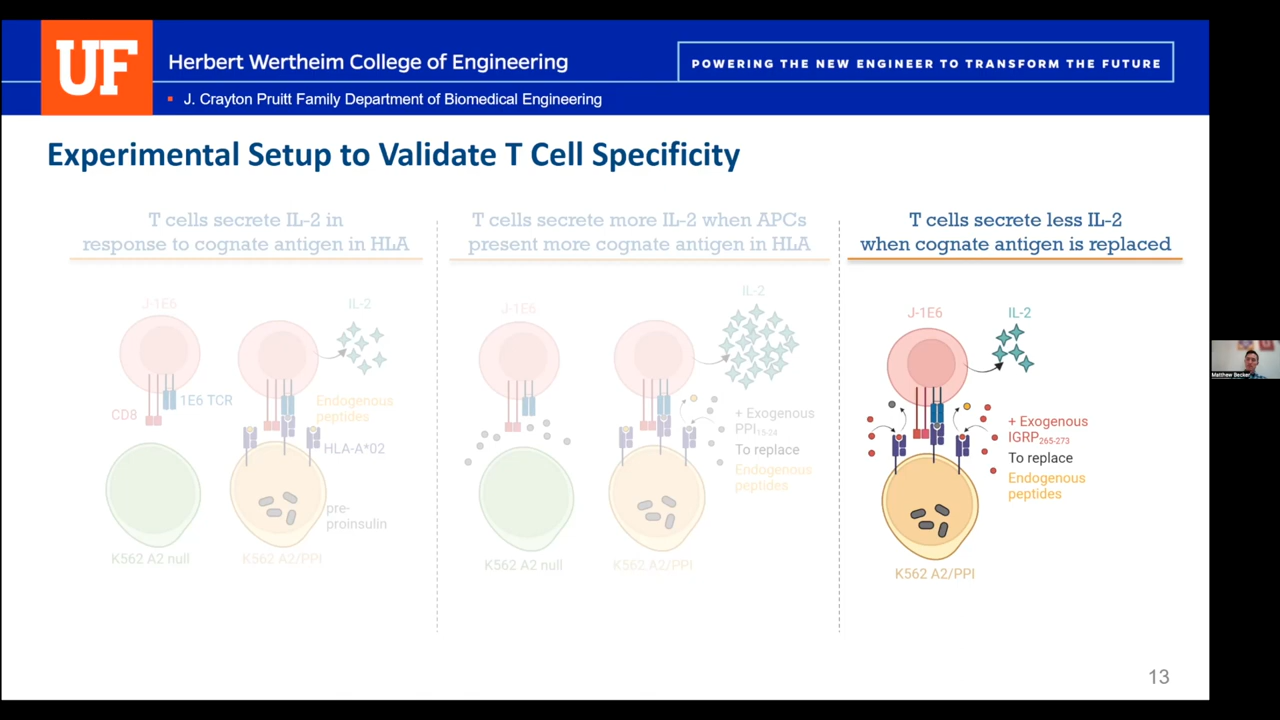 UF
Herbert Wertheim College of Engineering
POWERING THE NEW ENGINEER TO TRANSFORM THE FUTURE
J. Crayton Pruitt Family Department of Biomedical Engineering
Experimental Setup to Validate T Cell Specificity
T cells secrete IL-2 in
response to cognate antigen in HLA
J-1E6
IL-2
1E6 TCR
CD8
Endogenous
peptides
HLA-A*02
pre-
proinsulin
K562 A2 null
K562 A2/PPI
T cells secrete more IL-2 when APCs
present more cognate antigen in HLA
J-1E6
IL-2
+ Exogenous
PPI15-24
To replace
Endogenous
peptides
K562 A2 null
K562 A2/PPI
T cells secrete less IL-2
when cognate antigen is replaced
J-1E6
IL-2
+ Exogenous
IGRP265-273
To replace
Endogenous
peptides
K562 A2/PPI
13
Matthew Becker